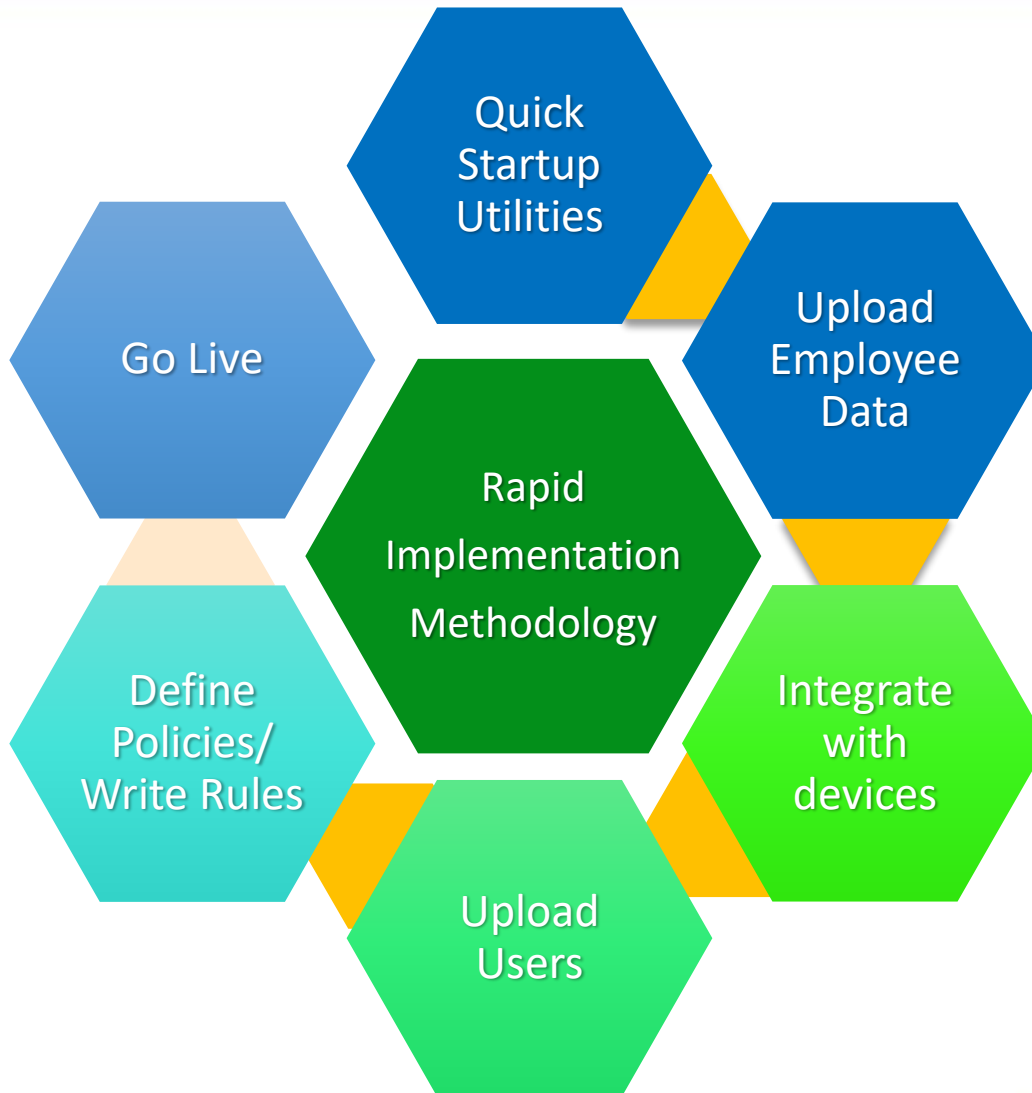 Quick
Startup
Utilities
Upload
Employee
Data
Go Live
Rapid
Implementation
Methodology
Integrate
with
devices
Define
Policies/
Write Rules
Upload
Users